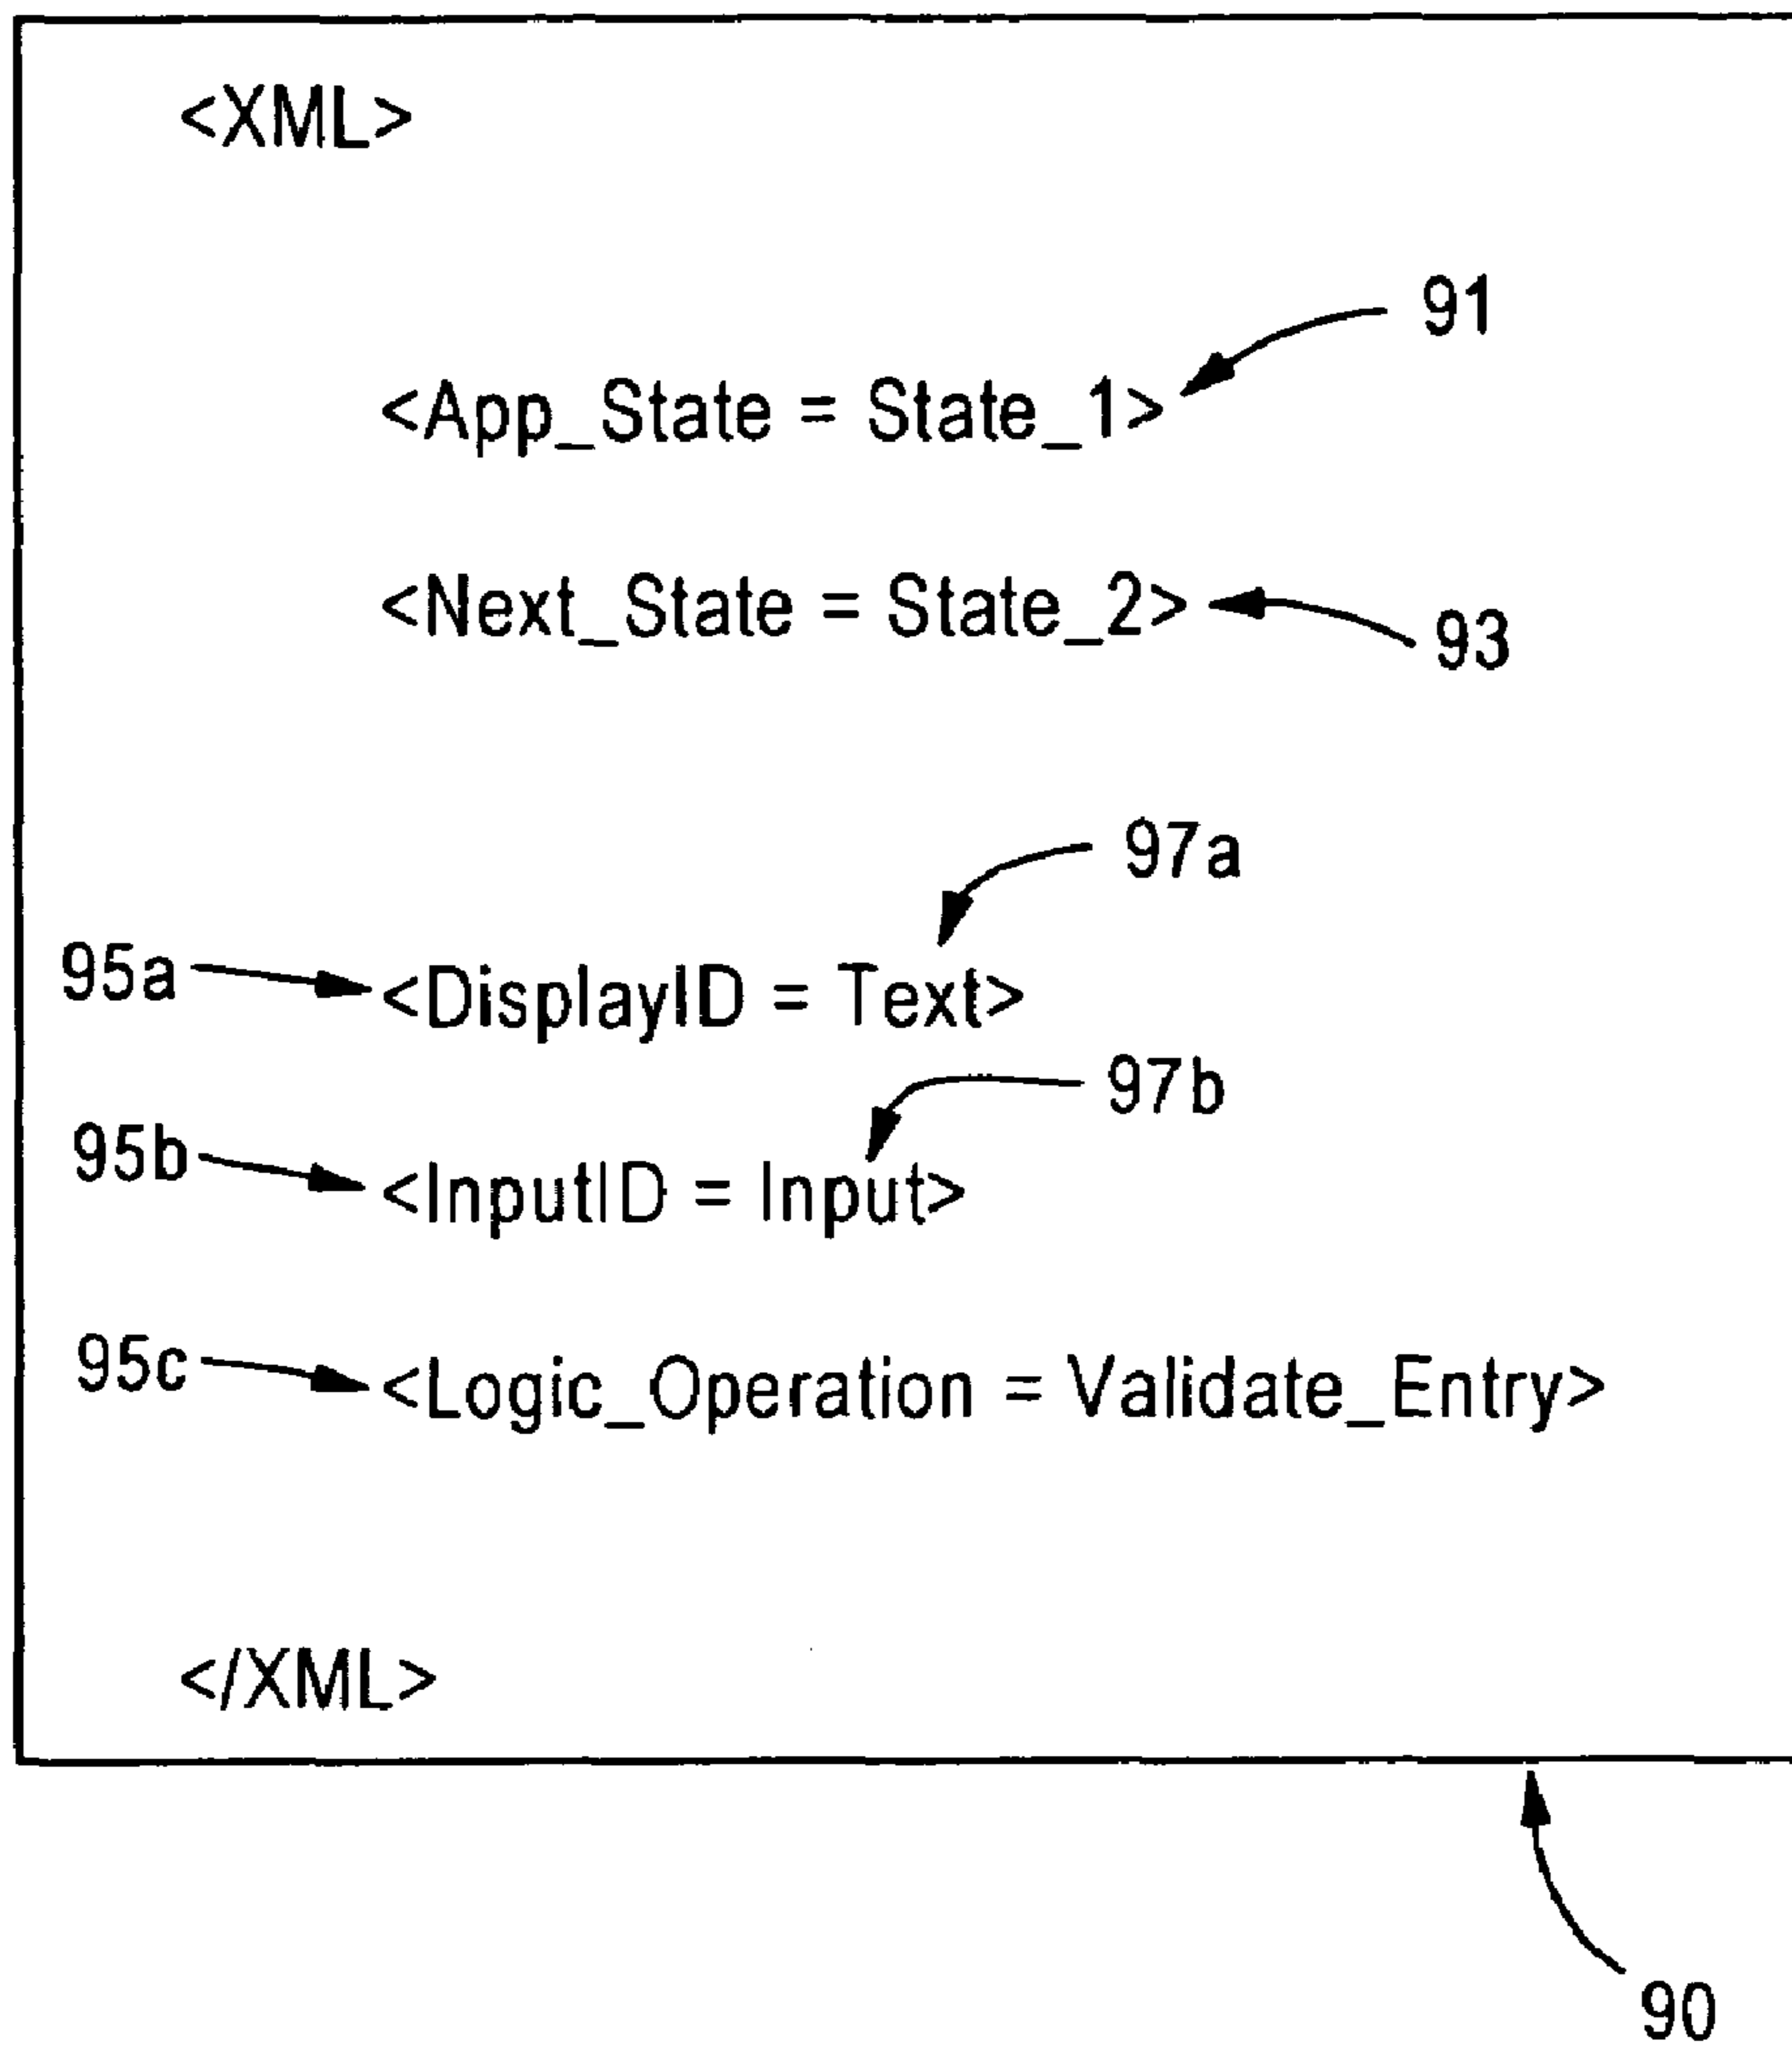 <XML>
91
<App_State = State_1>
<Next_State = State_2>
93
97a
95a
<DisplayID = Text>
97b
95b
<InputID = Input>
95c
<Logic_Operation = Validate_Entry>
</XML>
90